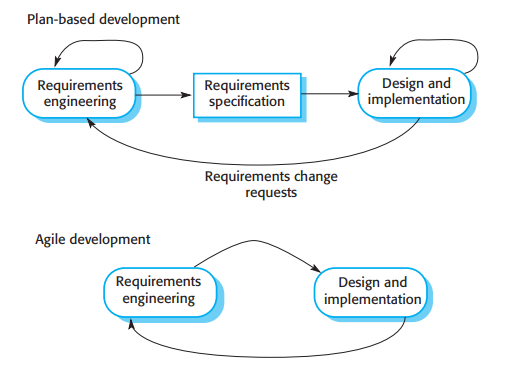 Plan-based development
Requirements
engineering
Requirements
specification
Design and
implementation
Requirements change
requests
Agile development
Requirements
engineering
Design and
implementation